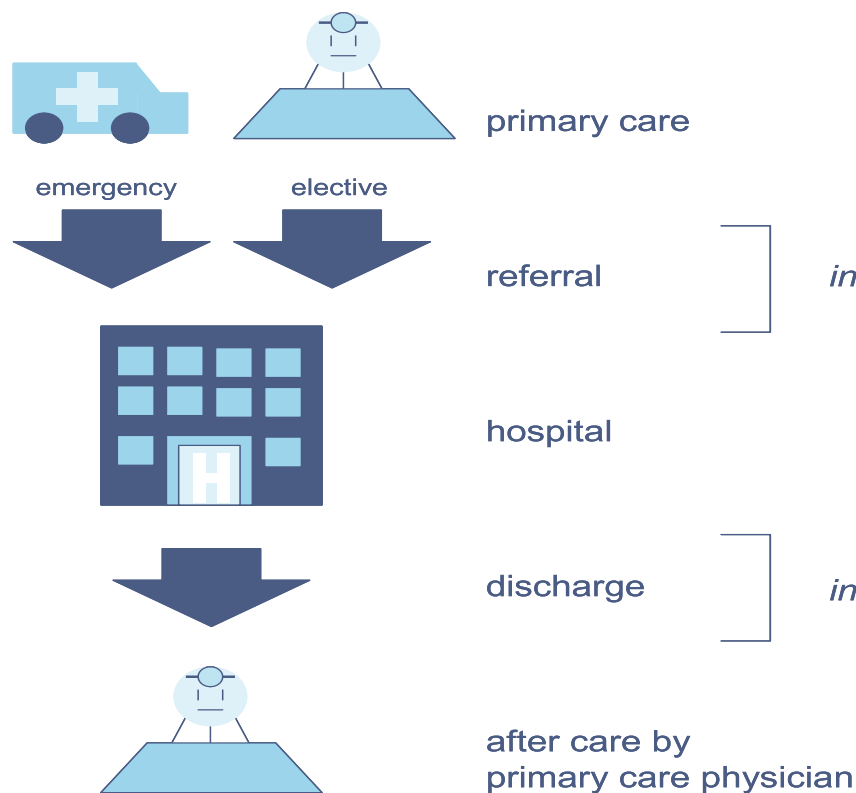 primary care
emergency
elective
referral
in
H
hospital
discharge
in
after care by
primary care physician